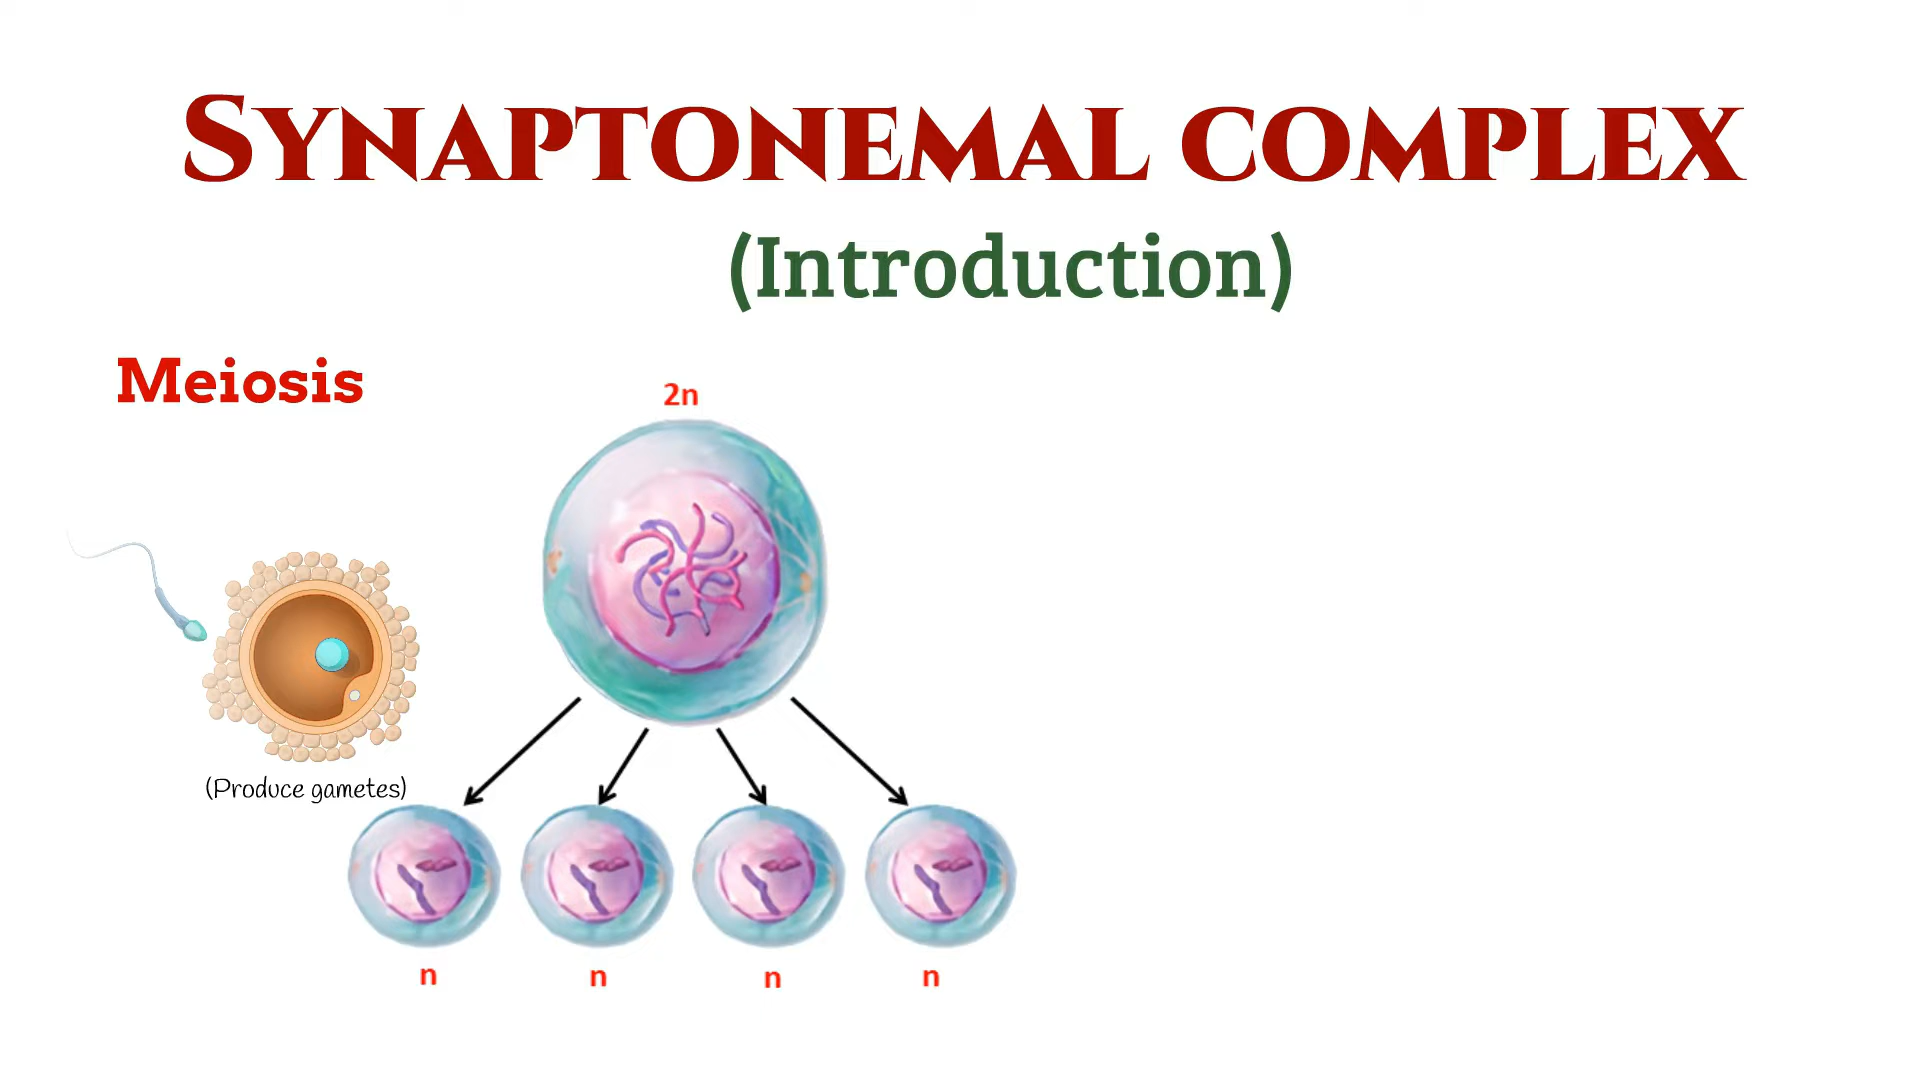 SYNAPTONEMAL COMPLEX
(Introduction)
Meiosis
2n
(Produce gametes)
n n n n